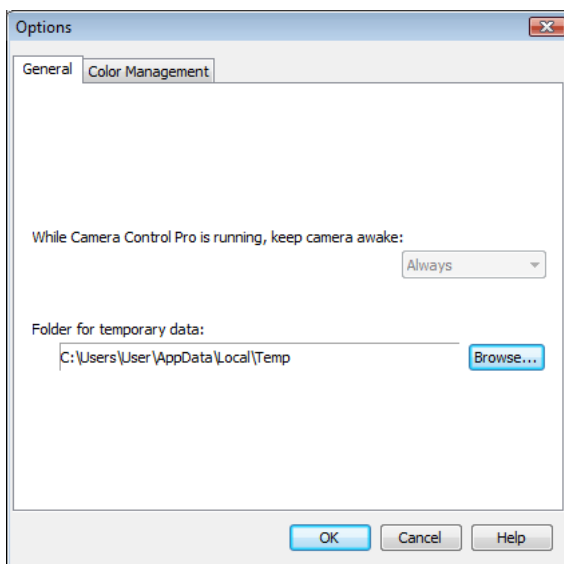 Options
General
Color Management
While Camera Control Pro is running, keep camera awake:
Always
Folder for temporary data:
C:\Users\User\AppData\Local\Temp
Browse...
OK
Cancel
Help